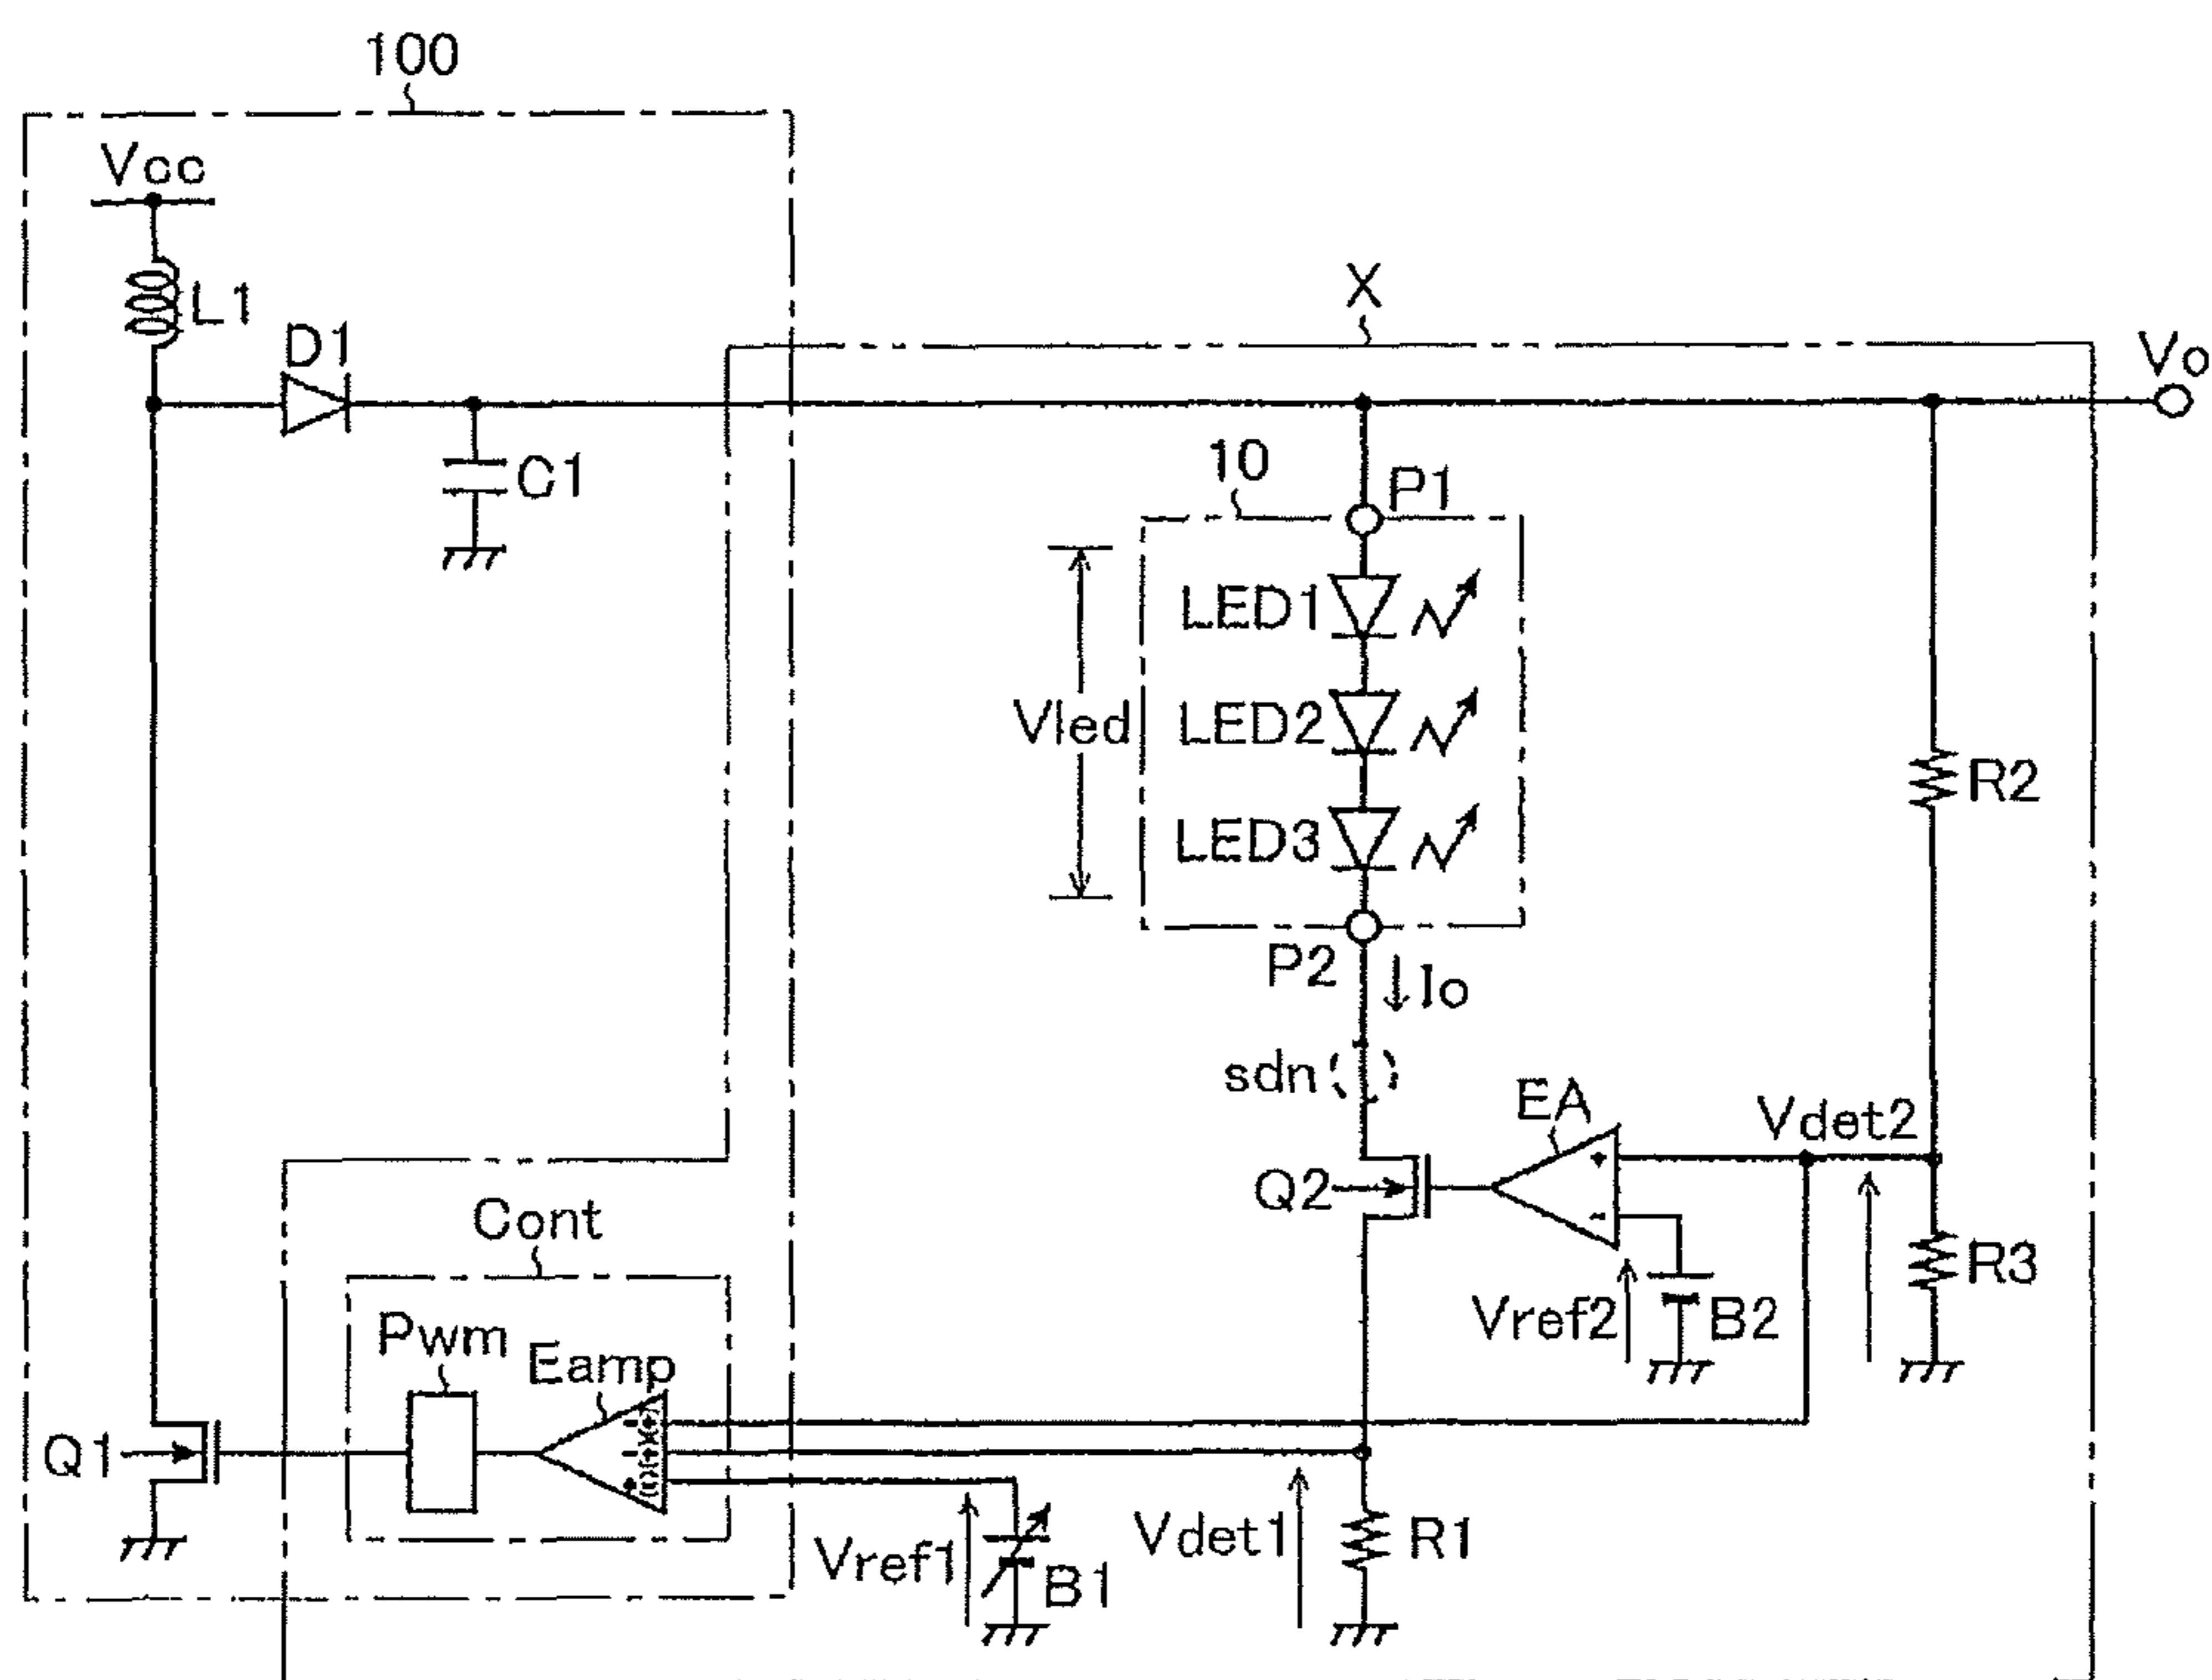 100
Vcc
L1
D1
C1
X
Vo
10
P1
LED1
Vled
LED2
LED3
R2
P2
Io
sdn
EA
Vdet2
Q2
+
-
Cont
Pwm
Eamp
Vref2
B2
R3
Q1
Vref1
B1
Vdet1
R1